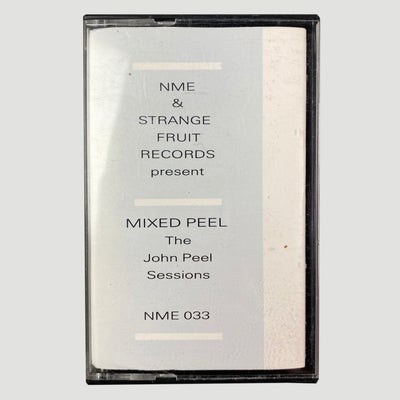 NME
&
STRANGE
FRUIT
RECORDS
present
MIXED PEEL
The
John Peel
Sessions
NME 033